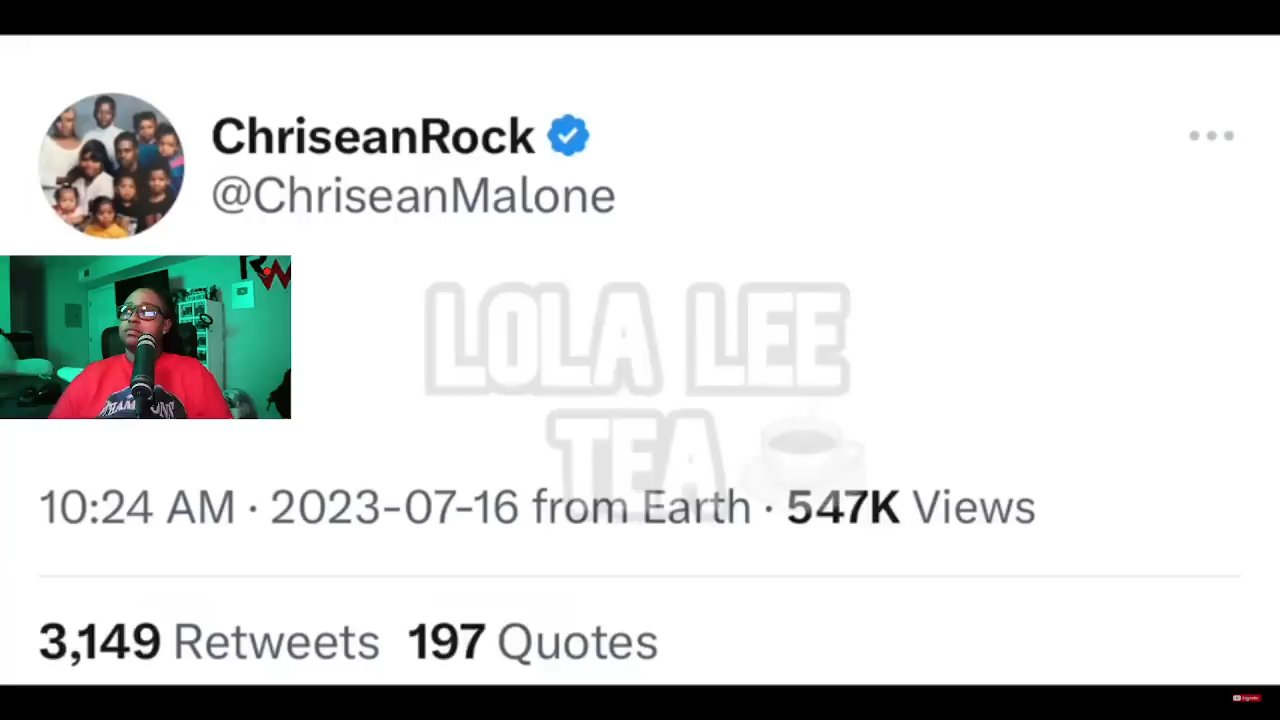 ChriseanRock
@ChriseanMalone
RW
LOLA LEE
TEA
10:24 AM · 2023-07-16 from Earth · 547K Views
3,149 Retweets 197 Quotes